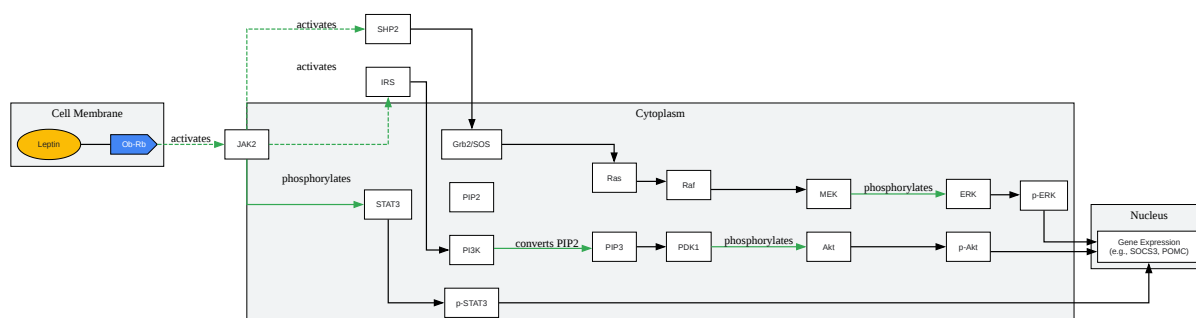 activates
SHP2
activates
IRS
Cell Membrane
Cytoplasm
Leptin
Ob-Rb
activates
JAK2
Grb2/SOS
phosphorylates
Ras
Raf
MEK
phosphorylates
ERK
p-ERK
STAT3
PIP2
Nucleus
PI3K
converts PIP2
PIP3
PDK1
phosphorylates
Akt
p-Akt
Gene Expression
(e.g., SOCS3, POMC)
p-STAT3